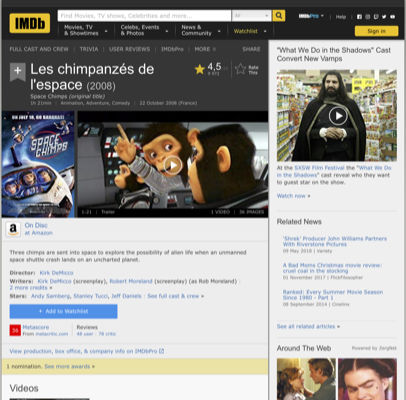 IMDb
Find Movies, TV shows, Celebrities and more...
All
IMDbPro
Help
Movies, TV & Showtimes
Celebs, Events & Photos
News & Community
Watchlist
Sign in
FULL CAST AND CREW | TRIVIA | USER REVIEWS | IMDbPro | MORE
SHARE
Les chimpanzés de l'espace (2008)
Space Chimps (original title)
1h 21min | Animation, Adventure, Comedy | 22 October 2008 (France)
4,5
Rate This
SPACE CHIMPS
1:21 | Trailer
1 VIDEO | 36 IMAGES
On Disc
at Amazon
Three chimps are sent into space to explore the possibility of alien life when an unmanned
space shuttle crash lands on an uncharted planet.
Director: Kirk DeMicco
Writers: Kirk DeMicco (screenplay), Robert Moreland (screenplay) (as Rob Moreland) |
2 more credits »
Stars: Andy Samberg, Stanley Tucci, Jeff Daniels | See full cast & crew »
+ Add to Watchlist
36
Metascore
From metacritic.com
Reviews
48 user | 78 critic
View production, box office, & company info on IMDbPro
1 nomination. See more awards »
Videos
"What We Do in the Shadows" Cast
Convert New Vamps
At the SXSW Film Festival the "What We
Do in the Shadows" cast reveal who they want
to guest star on the show.
Watch now »
Related News
'Shrek' Producer John Williams Partners
With Riverstone Pictures
09 May 2018 | Variety
A Bad Moms Christmas movie review:
cruel coal in the stocking
01 November 2017 | FlickFilosopher
Ranked: Every Summer Movie Season
Since 1980 - Part 1
08 September 2014 | Cinelinx
See all related articles »
Around The Web
Powered by ZergNet